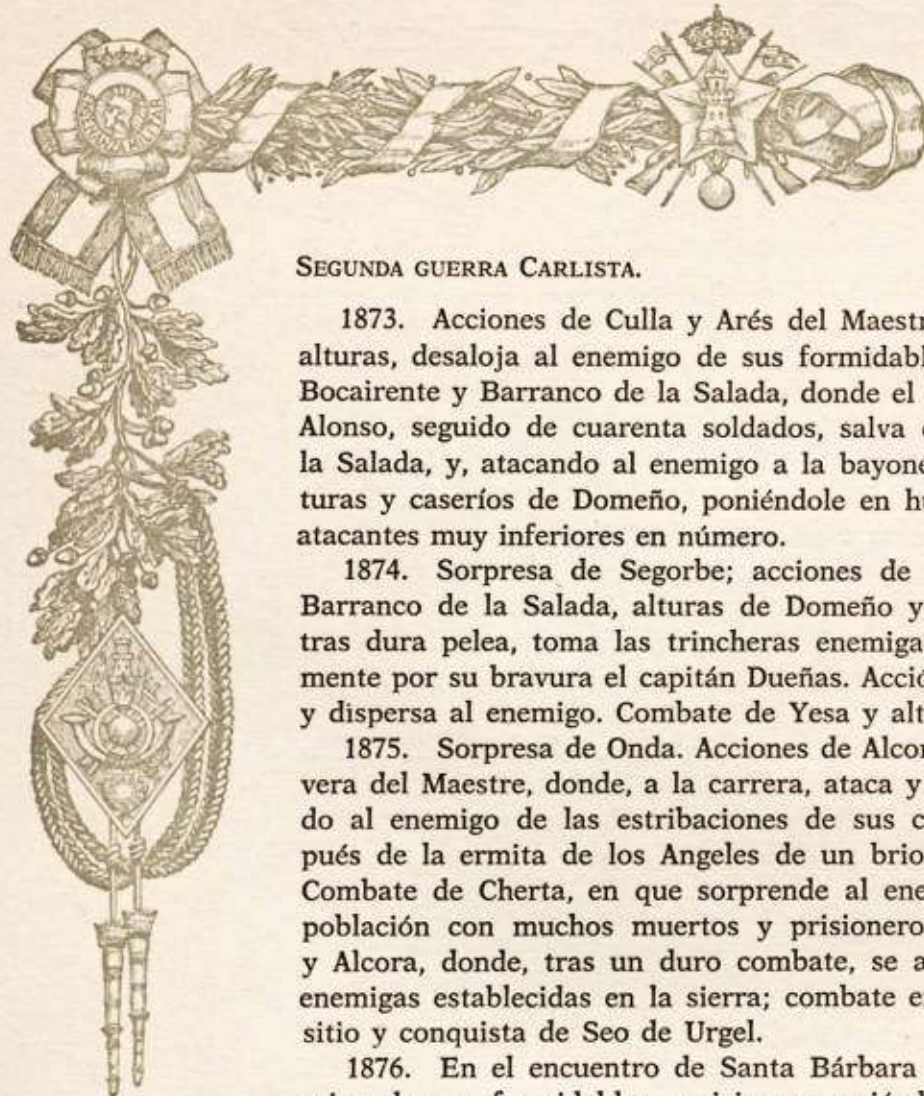 SEGUNDA GUERRA CARLISTA.
1873. Acciones de Culla y Arés del Maestr
alturas, desaloja al enemigo de sus formidabl
Bocairente y Barranco de la Salada, donde el
Alonso, seguido de cuarenta soldados, salva
la Salada, y, atacando al enemigo a la bayone
turas y caseríos de Domeño, poniéndole en hu
atacantes muy inferiores en número.
1874. Sorpresa de Segorbe; acciones de
Barranco de la Salada, alturas de Domeño y
tras dura pelea, toma las trincheras enemiga
mente por su bravura el capitán Dueñas. Acció
y dispersa al enemigo. Combate de Yesa y alt
1875. Sorpresa de Onda. Acciones de Alcor
vera del Maestre, donde, a la carrera, ataca y
do al enemigo de las estribaciones de sus c
pués de la ermita de los Angeles de un brio
Combate de Cherta, en que sorprende al ene
población con muchos muertos y prisionero
y Alcora, donde, tras un duro combate, se a
enemigas establecidas en la sierra; combate e
sitio y conquista de Seo de Urgel.
1876. En el encuentro de Santa Bárbara